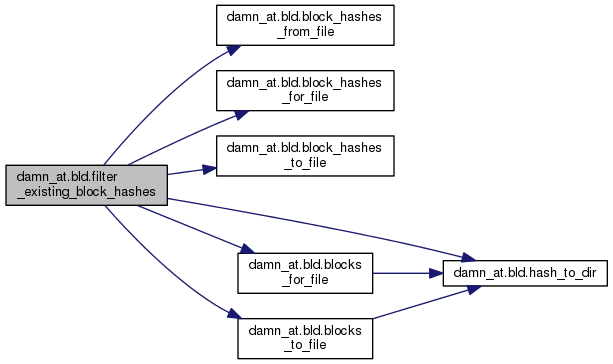 damn_at.bld.block_hashes
_from_file
damn_at.bld.block_hashes
_for_file
damn_at.bld.block_hashes
_to_file
damn_at.bld.filter
_existing_block_hashes
damn_at.bld.blocks
_for_file
damn_at.bld.hash_to_dir
damn_at.bld.blocks
_to_file